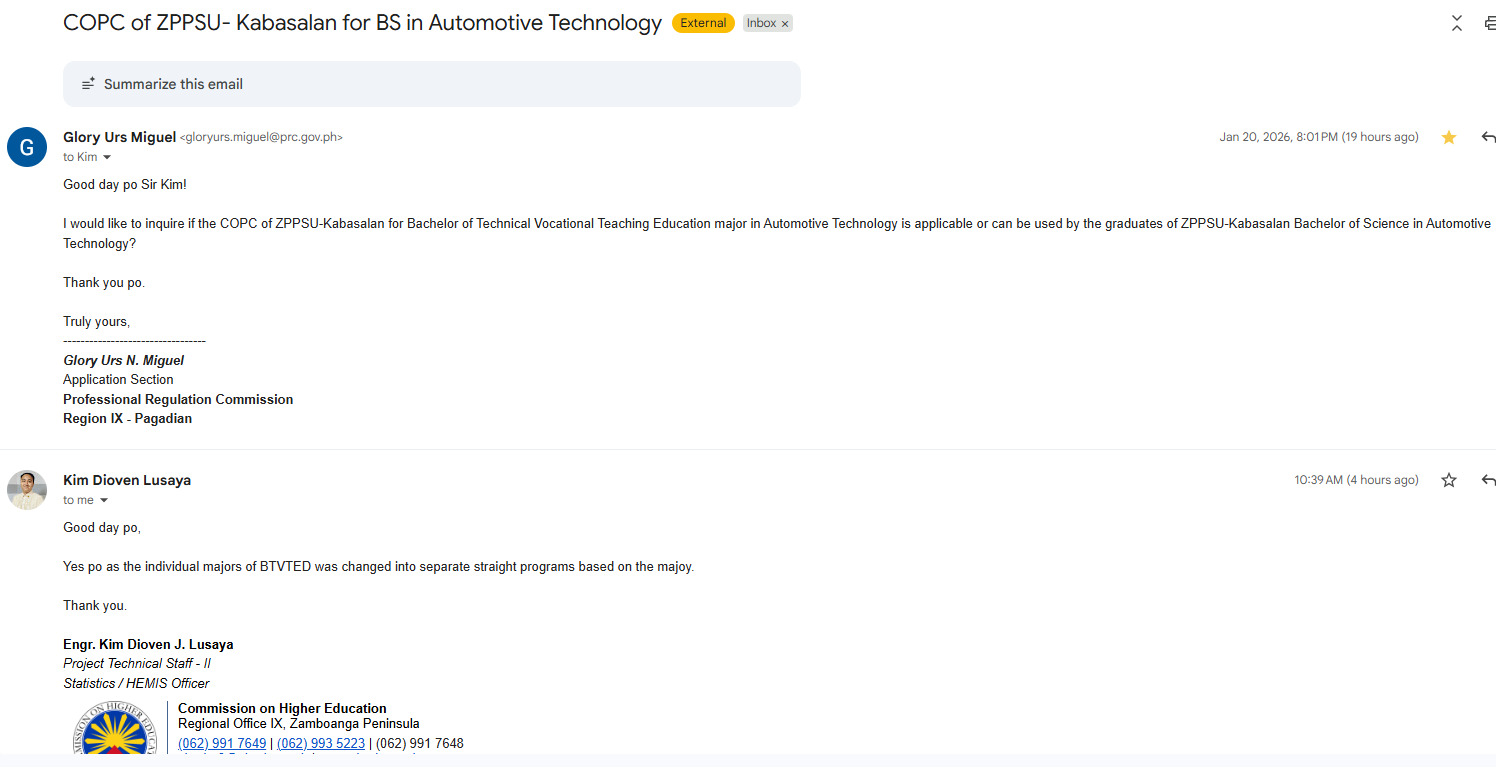 COPC of ZPPSU- Kabasalan for BS in Automotive Technology External Inbox ×
Summarize this email
G
Glory Urs Miguel <gloryurs.miguel@prc.gov.ph>
Jan 20, 2026, 8:01 PM (19 hours ago)
to Kim
Good day po Sir Kim!
I would like to inquire if the COPC of ZPPSU-Kabasalan for Bachelor of Technical Vocational Teaching Education major in Automotive Technology is applicable or can be used by the graduates of ZPPSU-Kabasalan Bachelor of Science in Automotive
Technology?
Thank you po.
Truly yours,
---------------------------------
Glory Urs N. Miguel
Application Section
Professional Regulation Commission
Region IX - Pagadian
Kim Dioven Lusaya
10:39 AM (4 hours ago)
to me
Good day po,
Yes po as the individual majors of BTVTED was changed into separate straight programs based on the majoy.
Thank you.
Engr. Kim Dioven J. Lusaya
Project Technical Staff - II
Statistics / HEMIS Officer
Commission on Higher Education
Regional Office IX, Zamboanga Peninsula
(062) 991 7649 | (062) 993 5223 | (062) 991 7648